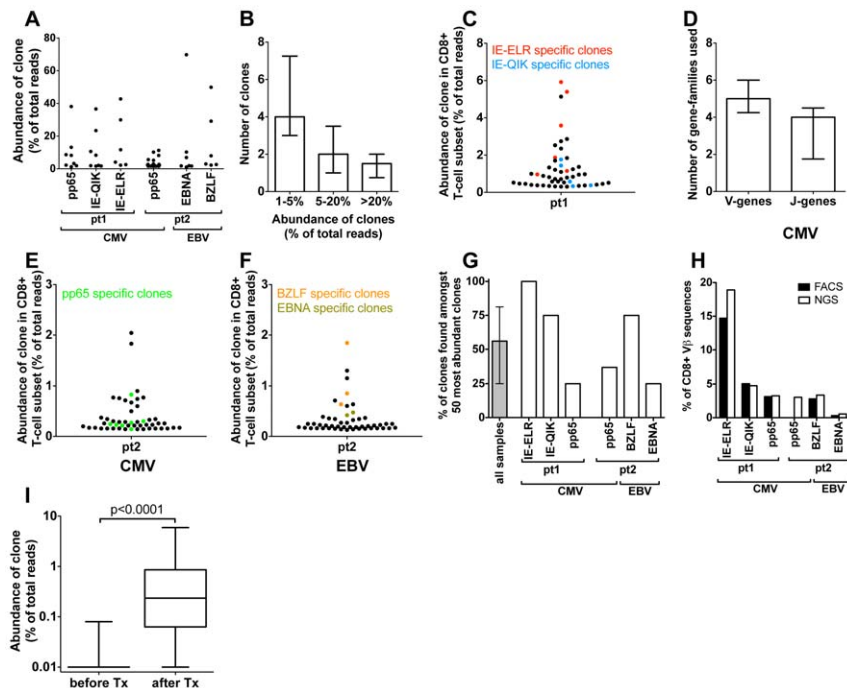 A
Abundance of clone
(% of total reads)
80
60
40
20
0
pp65
IE-QIK
IE-ELR
pp65
EBNA
BZLF
pt1
pt2
CMV
EBV
B
Number of clones
8
6
4
2
0
1-5%
5-20%
>20%
Abundance of clones
(% of total reads)
C
Abundance of clone in CD8+
T-cell subset (% of total reads)
IE-ELR specific clones
IE-QIK specific clones
8
6
4
2
0
pt1
D
Number of gene-families used
8
6
4
2
0
V-genes
J-genes
CMV
E
Abundance of clone in CD8+
T-cell subset (% of total reads)
pp65 specific clones
3
2
1
0
pt2
CMV
F
Abundance of clone in CD8+
T-cell subset (% of total reads)
BZLF specific clones
EBNA specific clones
3
2
1
0
pt2
EBV
G
% of clones found amongst
50 most abundant clones
100
75
50
25
0
all samples
IE-ELR
IE-QIK
pp65
pp65
BZLF
EBNA
pt1
pt2
CMV
EBV
H
% of CD8+ Vβ sequences
FACS
NGS
20
15
10
5
0
IE-ELR
IE-QIK
pp65
pp65
BZLF
EBNA
pt1
pt2
CMV
EBV
I
Abundance of clone
(% of total reads)
p<0.0001
10
1
0.1
0.01
before Tx
after Tx